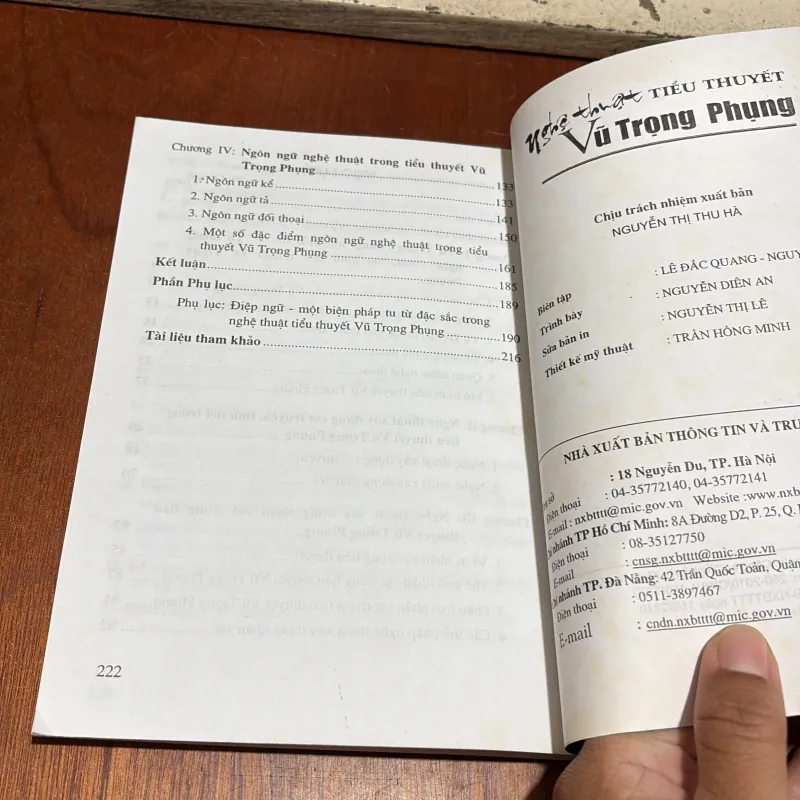 Chương IV: Ngôn ngữ nghệ thuật trong tiểu thuyết Vũ
Trọng Phụng..................133
1. Ngôn ngữ kể..................133
2. Ngôn ngữ tả..................141
3. Ngôn ngữ đối thoại..................150
4. Một số đặc điểm ngôn ngữ nghệ thuật trong tiểu
thuyết Vũ Trọng Phụng..................161
Kết luận..................185
Phần Phụ lục..................189
Phụ lục: Điệp ngữ - một biện pháp tu từ đặc sắc trong
nghệ thuật tiểu thuyết Vũ Trọng Phụng..................190
Tài liệu tham khảo..................216
222
Nghệ thuật TIỂU THUYẾT
Vũ Trọng Phụng
Chịu trách nhiệm xuất bản
NGUYỄN THỊ THU HÀ
Biên tập : LÊ ĐẮC QUANG - NGUY
Trình bày : NGUYỄN DIÊN AN
Sửa bản in : NGUYỄN THỊ LÊ
Thiết kế mỹ thuật : TRẦN HỒNG MINH
NHÀ XUẤT BẢN THÔNG TIN VÀ TRU
sở : 18 Nguyễn Du, TP. Hà Nội
Điện thoại : 04-35772140, 04-35772141
E-mail : nxbtttt@mic.gov.vn Website : www.nxb
nhánh TP Hồ Chí Minh: 8A Đường D2, P. 25, Q.
Điện thoại : 08-35127750
E-mail : cnsg.nxbtttt@mic.gov.vn
nhánh TP. Đà Nẵng: 42 Trần Quốc Toản, Quận
Điện thoại : 0511-3897467
E-mail : cndn.nxbtttt@mic.gov.vn